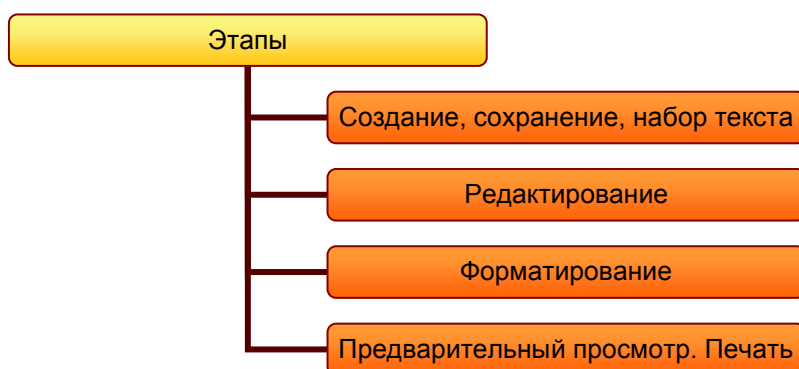 Этапы
Создание, сохранение, набор текста
Редактирование
Форматирование
Предварительный просмотр. Печать